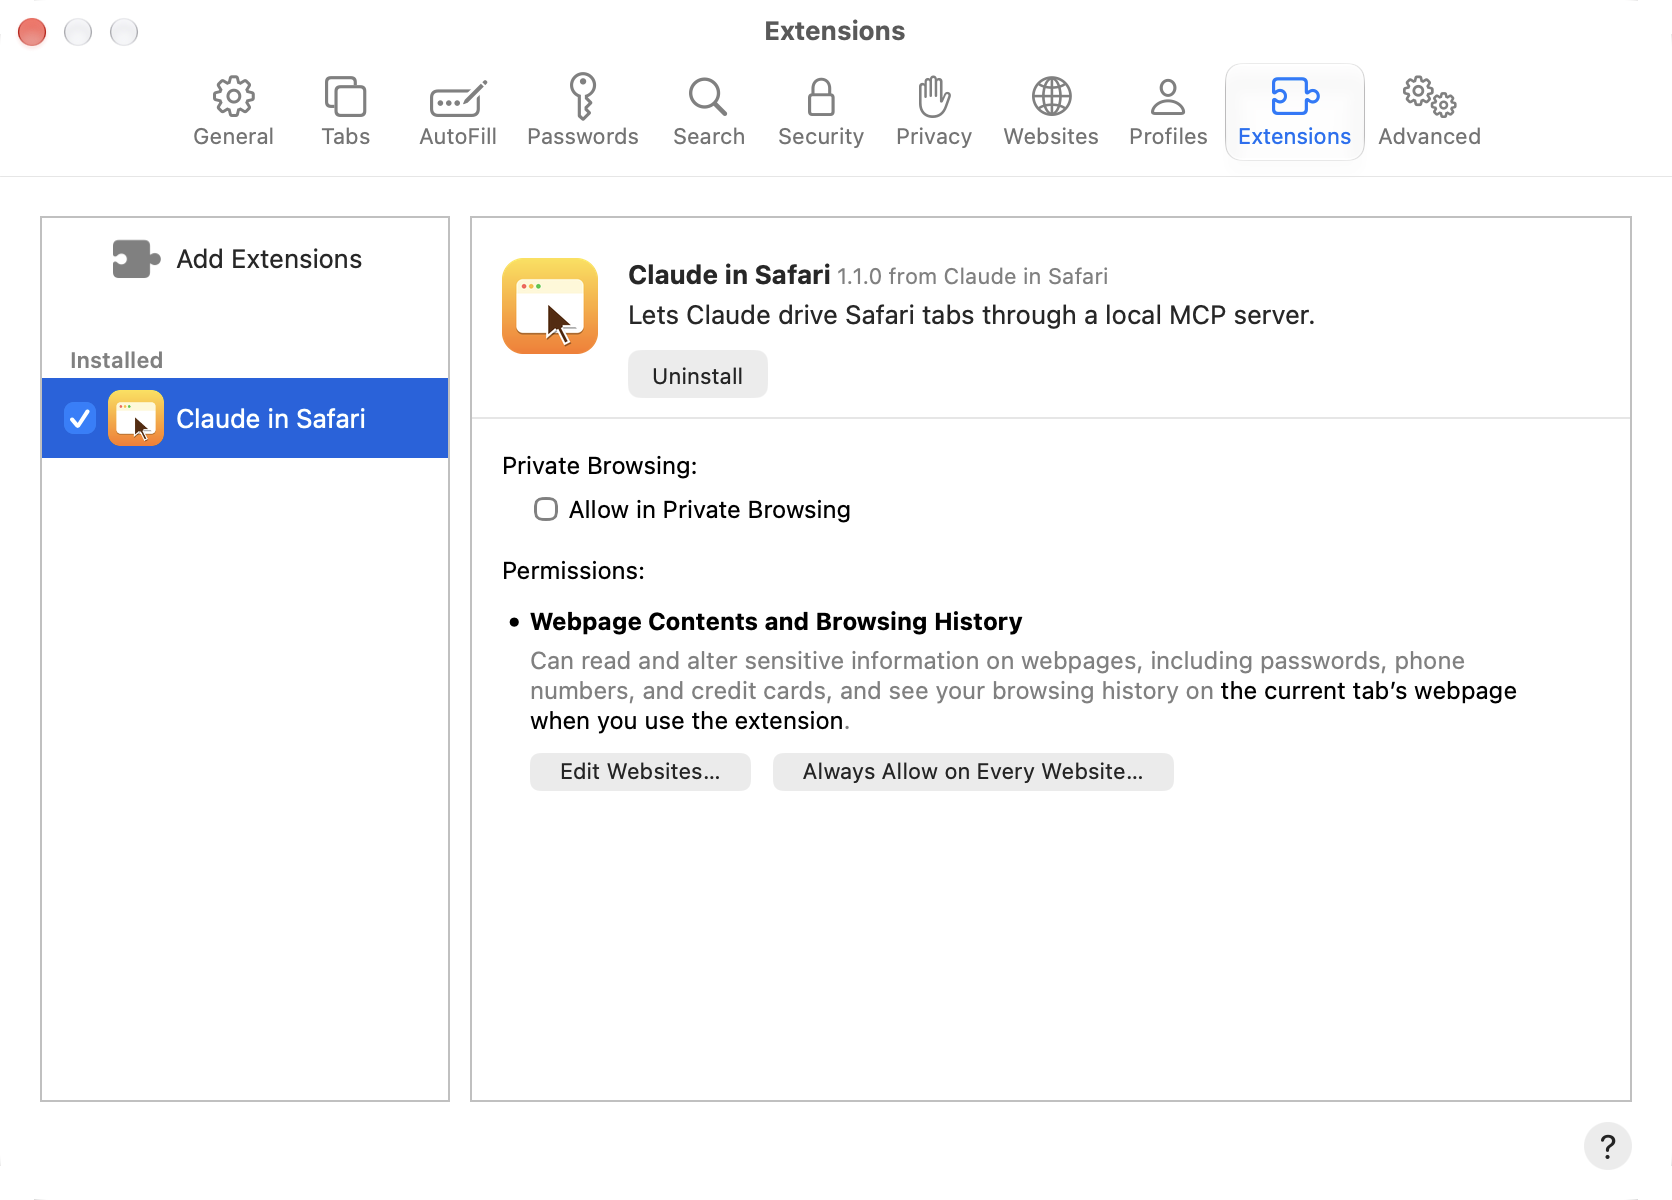 Extensions
General
Tabs
AutoFill
Passwords
Search
Security
Privacy
Websites
Profiles
Extensions
Advanced
Add Extensions
Installed
Claude in Safari
Claude in Safari 1.1.0 from Claude in Safari
Lets Claude drive Safari tabs through a local MCP server.
Uninstall
Private Browsing:
Allow in Private Browsing
Permissions:
• Webpage Contents and Browsing History
Can read and alter sensitive information on webpages, including passwords, phone
numbers, and credit cards, and see your browsing history on the current tab’s webpage
when you use the extension.
Edit Websites...
Always Allow on Every Website...
?